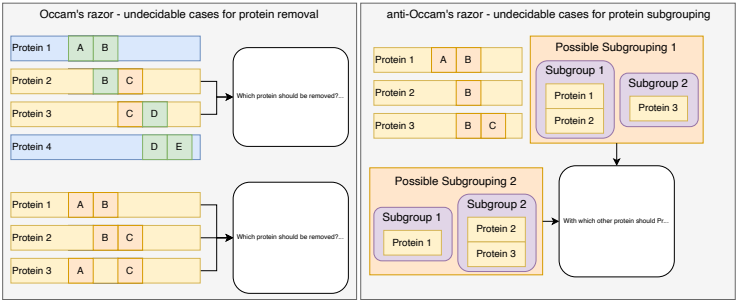 Occam's razor - undecidable cases for protein removal
Protein 1 A B
Protein 2 B C
Protein 3 C D
Protein 4 D E
Which protein should be removed?...
Protein 1 A B
Protein 2 B C
Protein 3 A C
Which protein should be removed?...
anti-Occam's razor - undecidable cases for protein subgrouping
Protein 1 A B
Protein 2 B
Protein 3 B C
Possible Subgrouping 1
Subgroup 1
Protein 1
Protein 2
Subgroup 2
Protein 3
Possible Subgrouping 2
Subgroup 1
Protein 1
Subgroup 2
Protein 2
Protein 3
With which other protein should Pr...